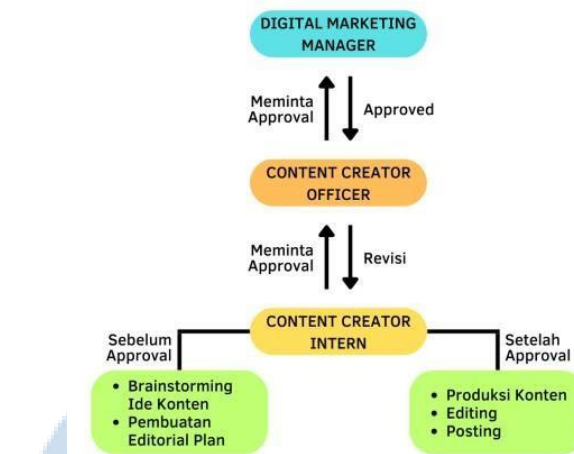 DIGITAL MARKETING
MANAGER
Meminta
Approval
Approved
CONTENT CREATOR
OFFICER
Meminta
Approval
Revisi
CONTENT CREATOR
INTERN
Sebelum
Approval
Setelah
Approval
• Brainstorming
Ide Konten
• Pembuatan
Editorial Plan
• Produksi Konten
• Editing
• Posting